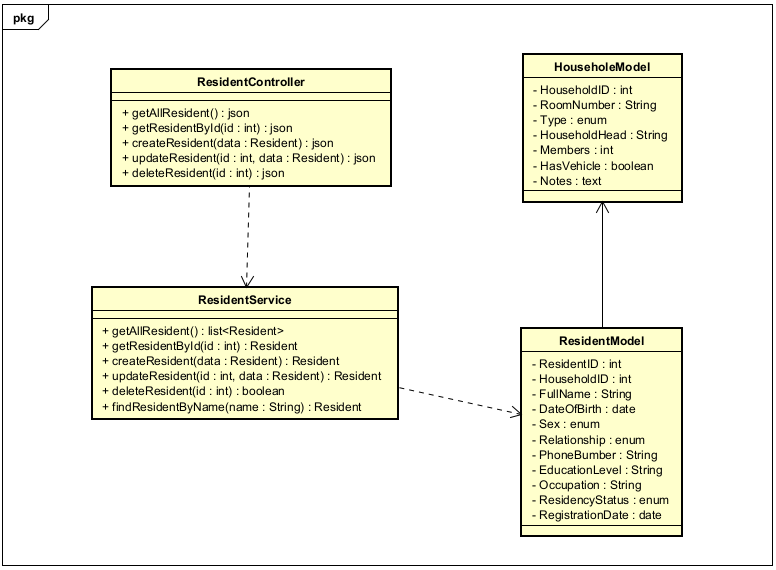 pkg
ResidentController
+ getAllResident() : json
+ getResidentById(id : int) : json
+ createResident(data : Resident) : json
+ updateResident(id : int, data : Resident) : json
+ deleteResident(id : int) : json
HouseholeModel
- HouseholdID : int
- RoomNumber : String
- Type : enum
- HouseholdHead : String
- Members : int
- HasVehicle : boolean
- Notes : text
ResidentService
+ getAllResident() : list<Resident>
+ getResidentById(id : int) : Resident
+ createResident(data : Resident) : Resident
+ updateResident(id : int, data : Resident) : Resident
+ deleteResident(id : int) : boolean
+ findResidentByName(name : String) : Resident
ResidentModel
- ResidentID : int
- HouseholdID : int
- FullName : String
- DateOfBirth : date
- Sex : enum
- Relationship : enum
- PhoneBumber : String
- EducationLevel : String
- Occupation : String
- ResidencyStatus : enum
- RegistrationDate : date